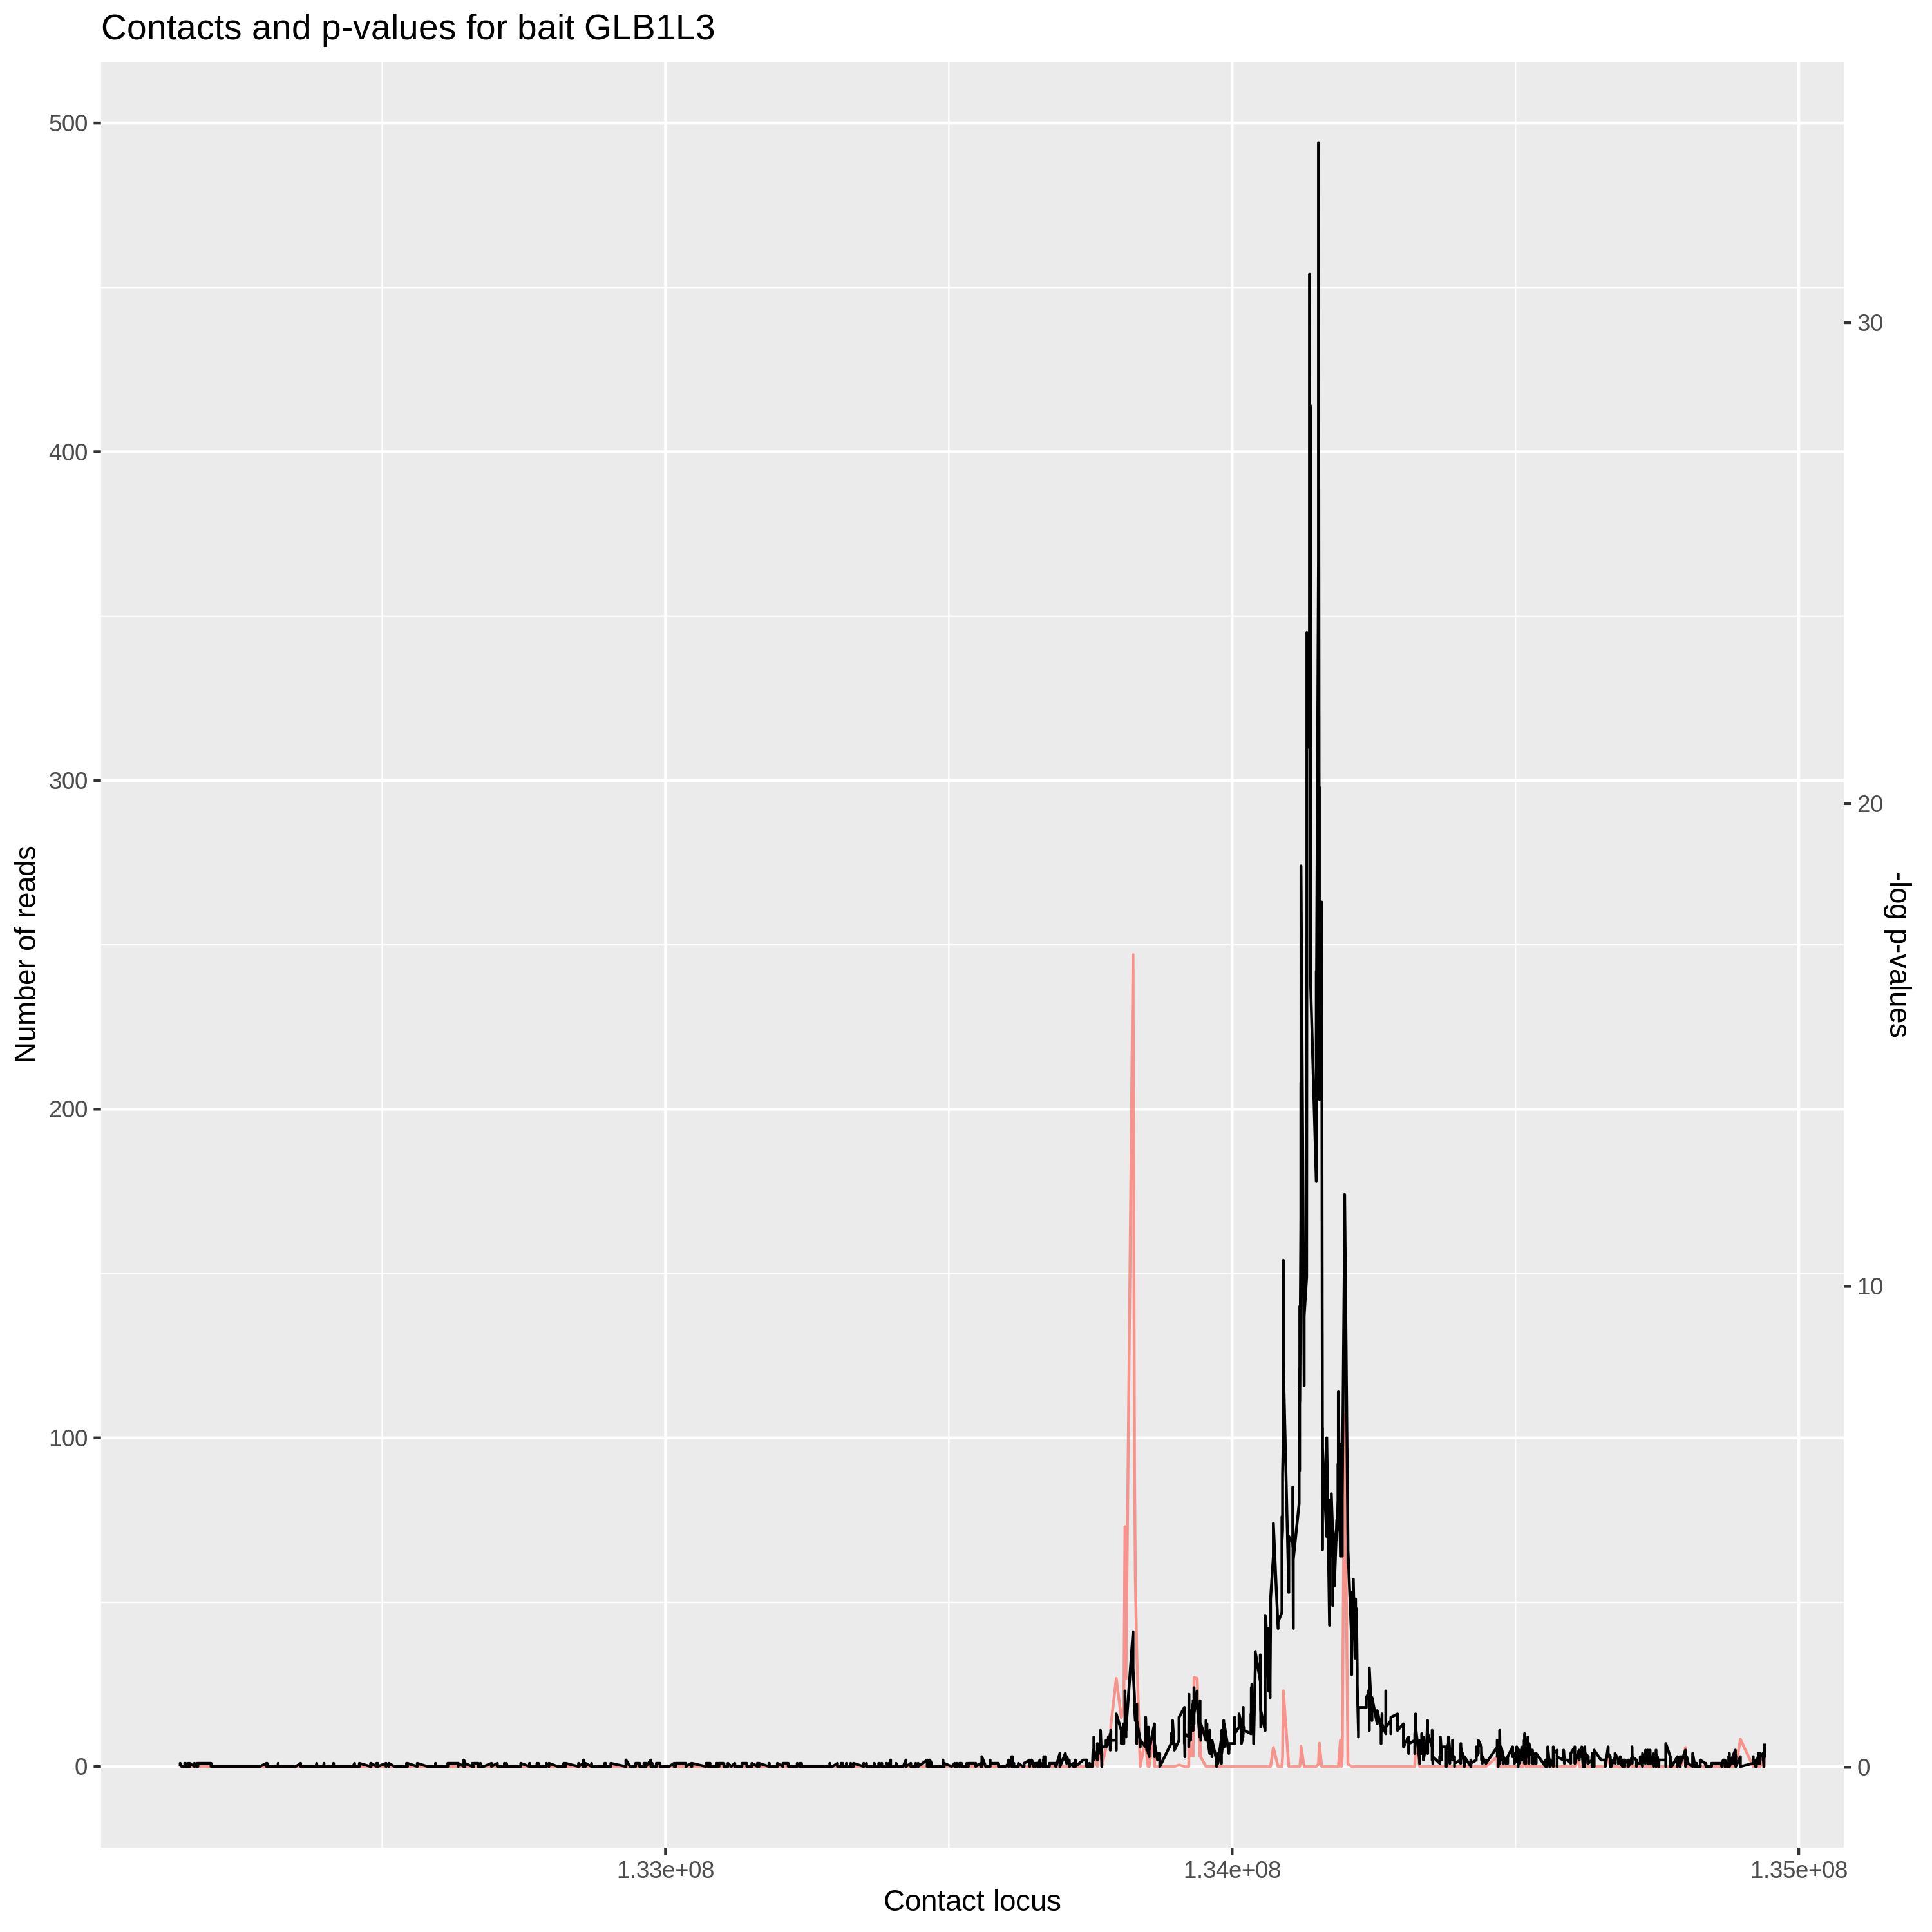 Contacts and p-values for bait GLB1L3
500
400
300
200
100
0
Number of reads
30
20
10
0
-log p-values
1.33e+08
1.34e+08
1.35e+08
Contact locus